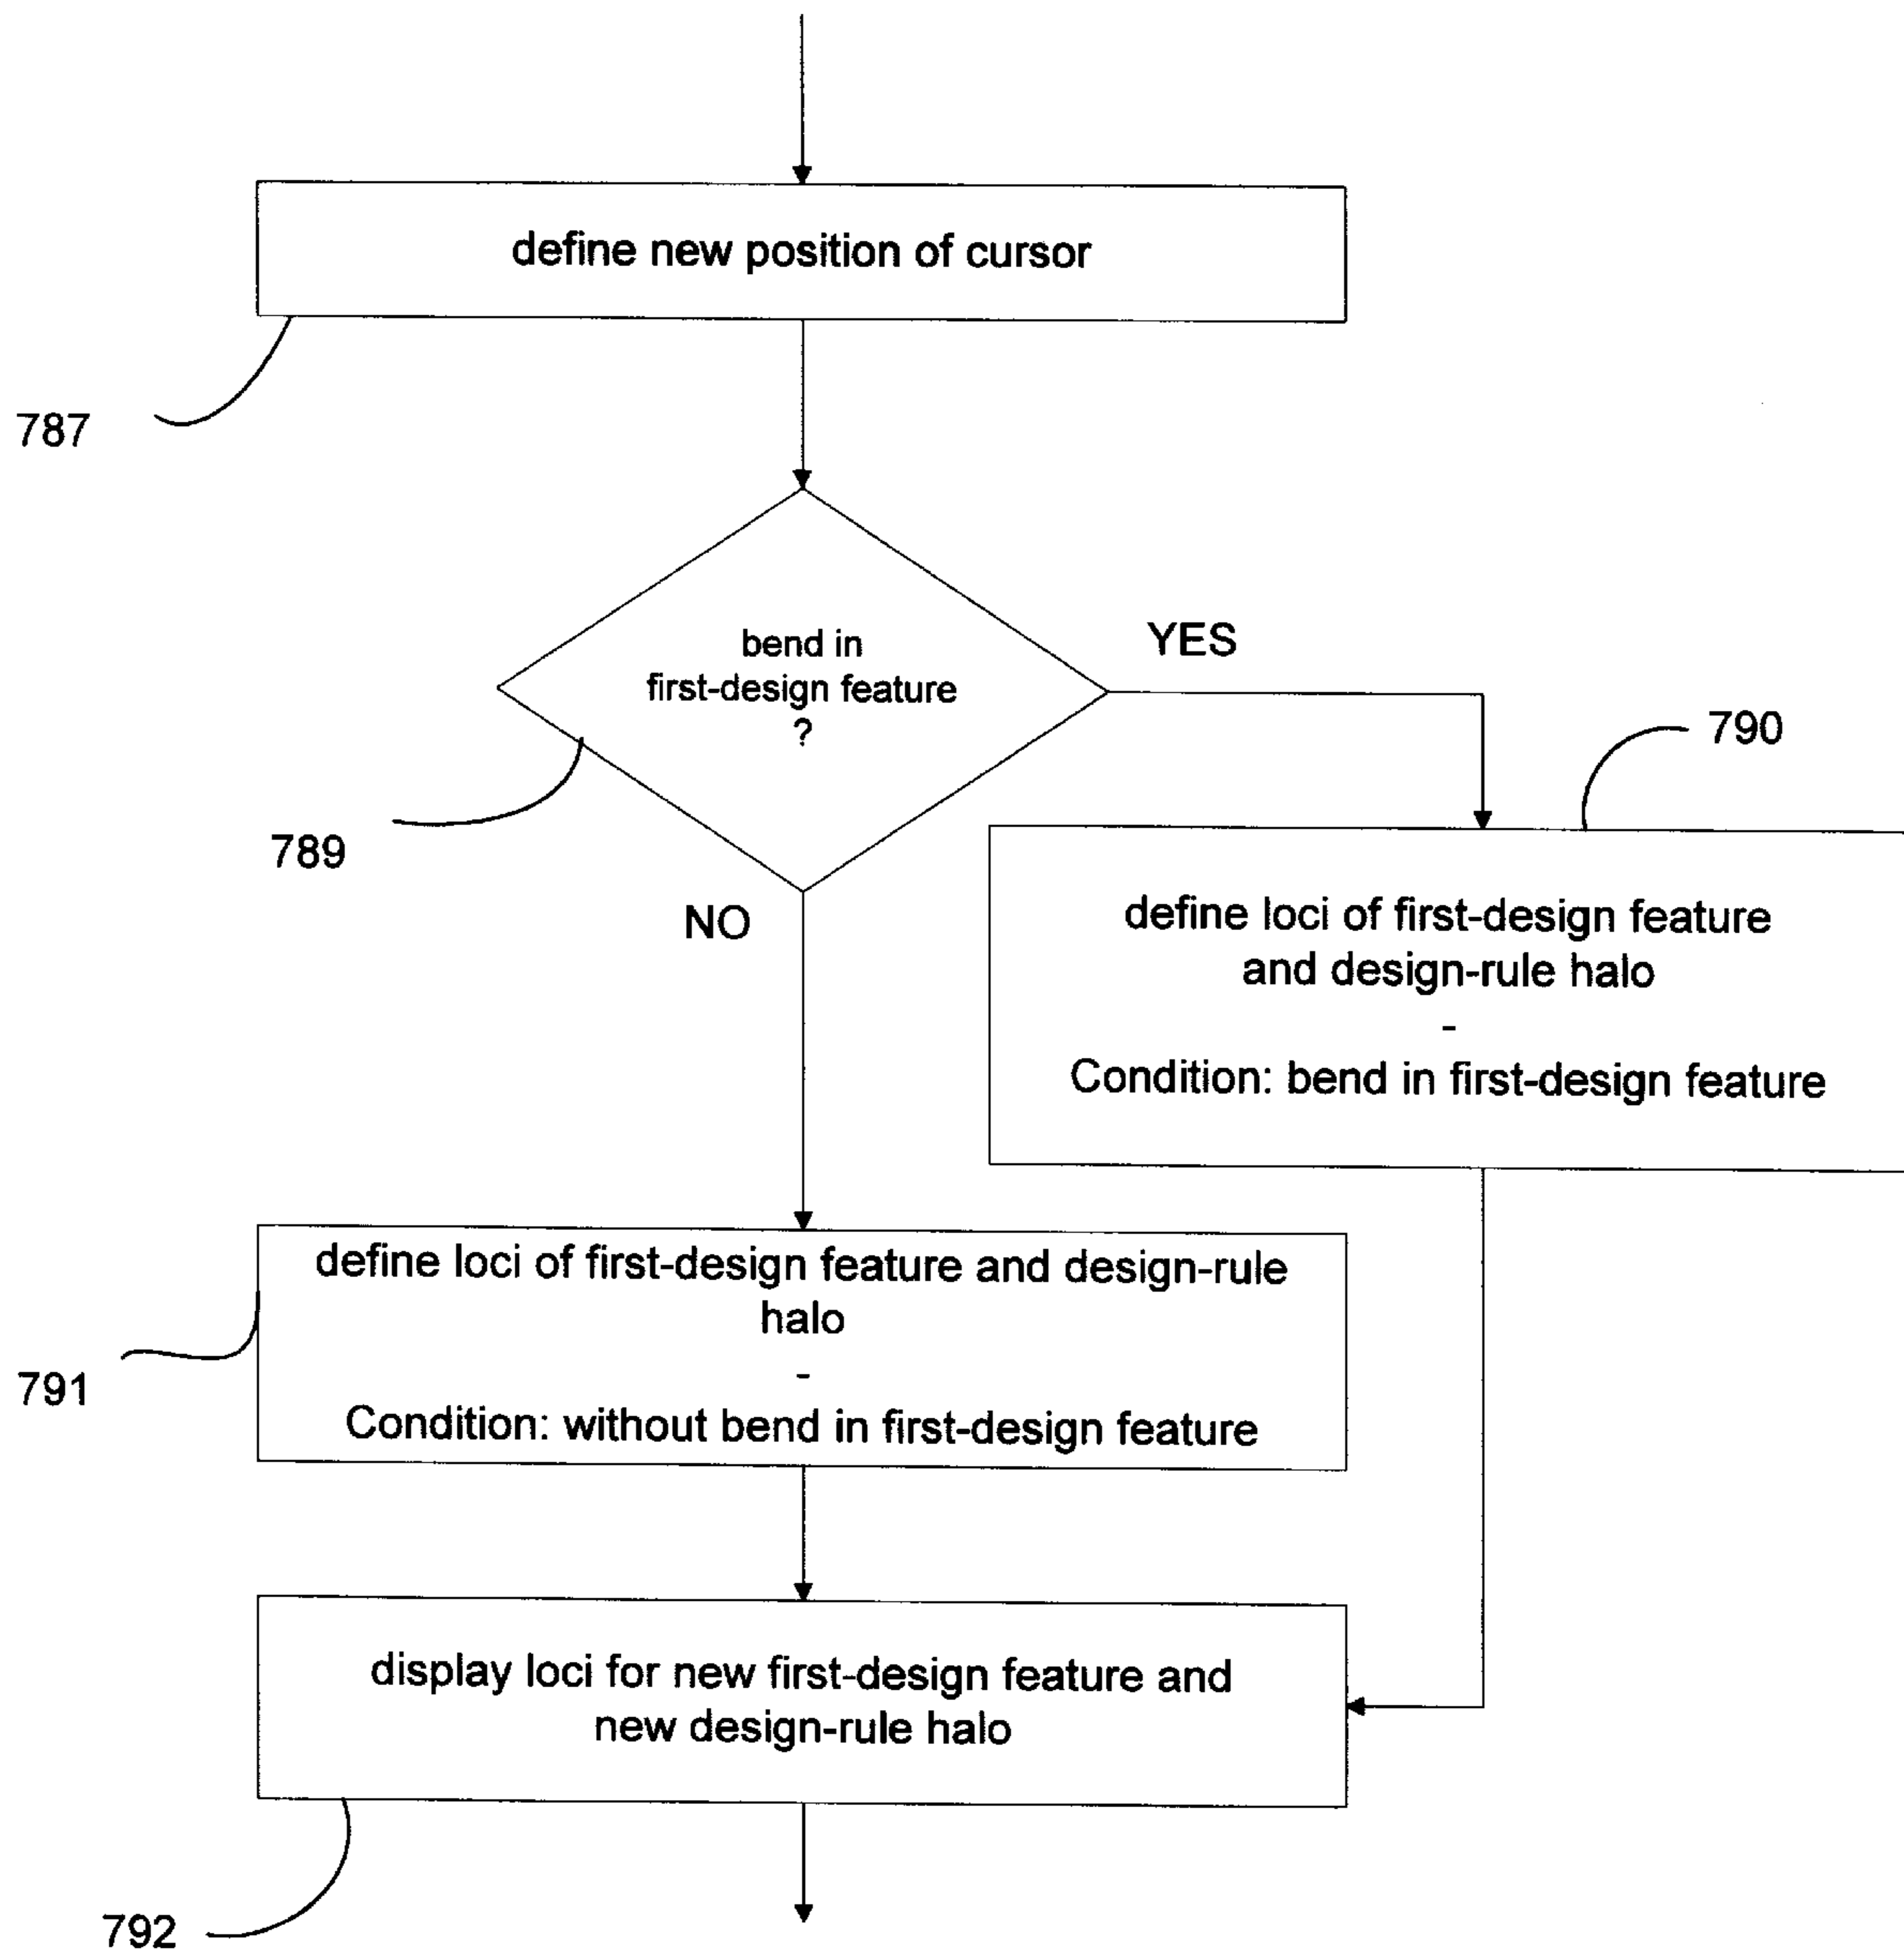 define new position of cursor
787
bend in
first-design feature
?
YES
790
789
NO
define loci of first-design feature
and design-rule halo
-
Condition: bend in first-design feature
define loci of first-design feature and design-rule
halo
-
Condition: without bend in first-design feature
791
display loci for new first-design feature and
new design-rule halo
792